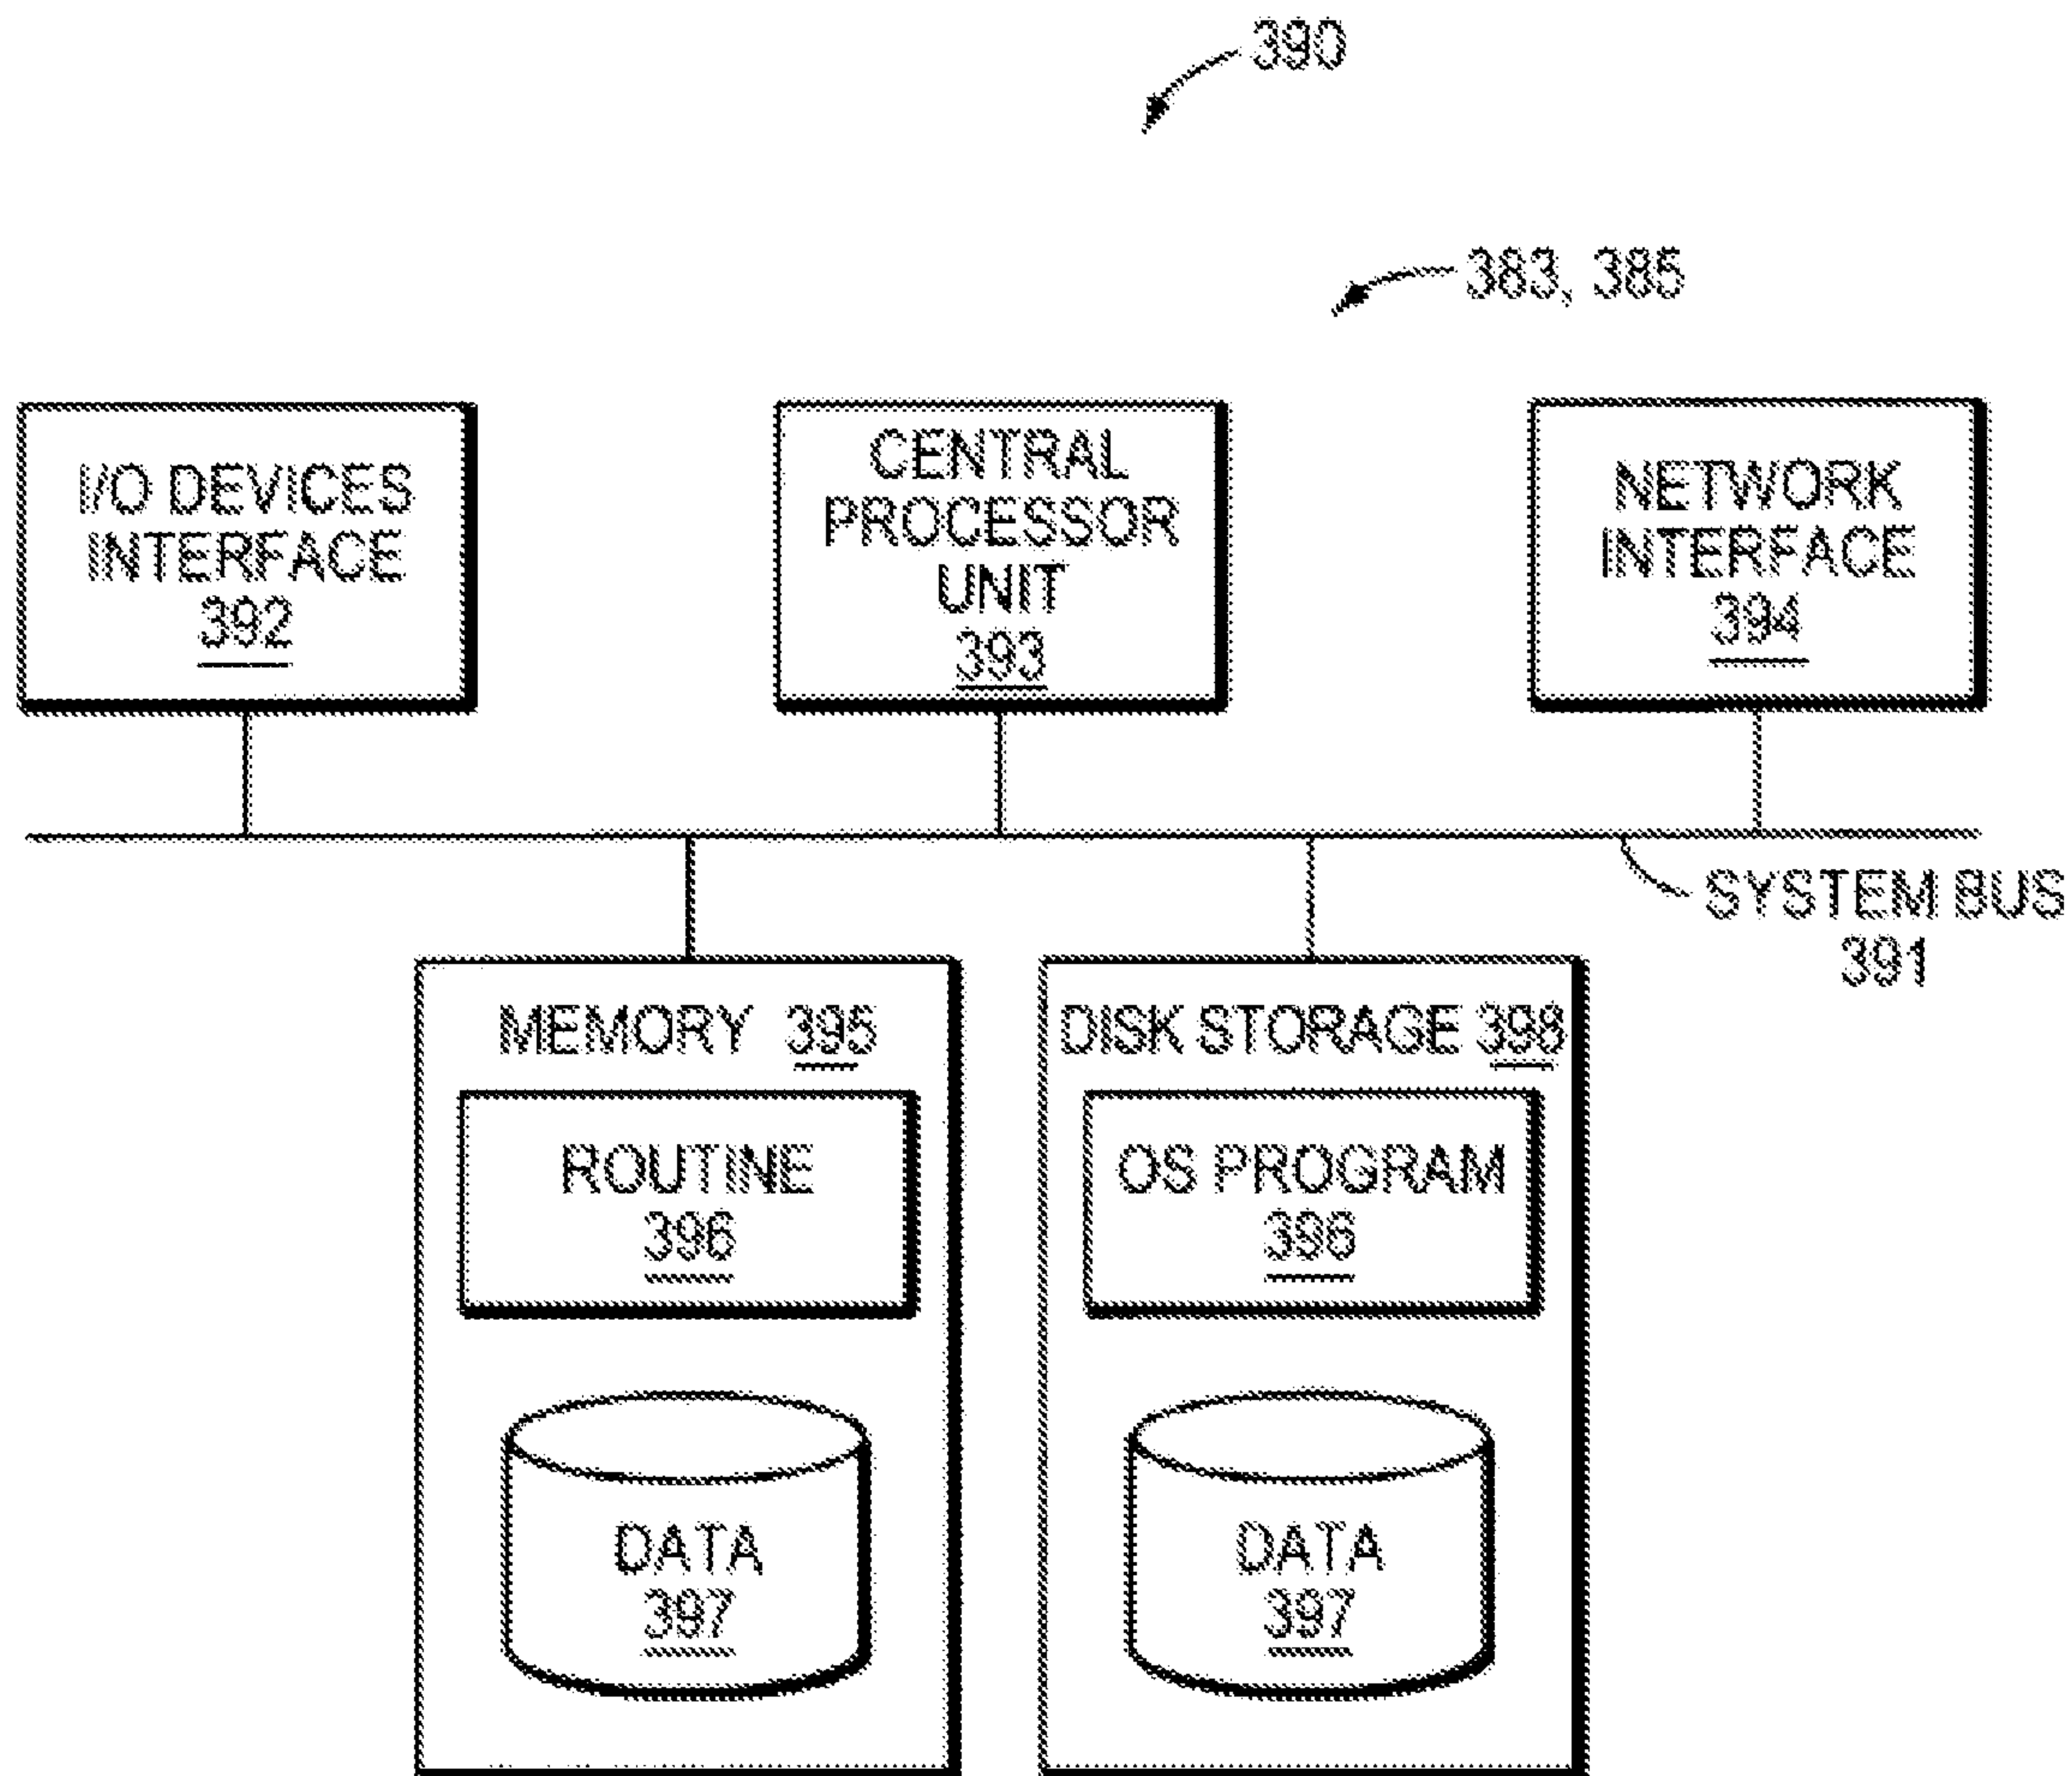 390
383, 385
I/O DEVICES
INTERFACE
392
CENTRAL
PROCESSOR
UNIT
393
NETWORK
INTERFACE
394
SYSTEM BUS
391
MEMORY 395
ROUTINE
396
DATA
397
DISK STORAGE 398
OS PROGRAM
396
DATA
397